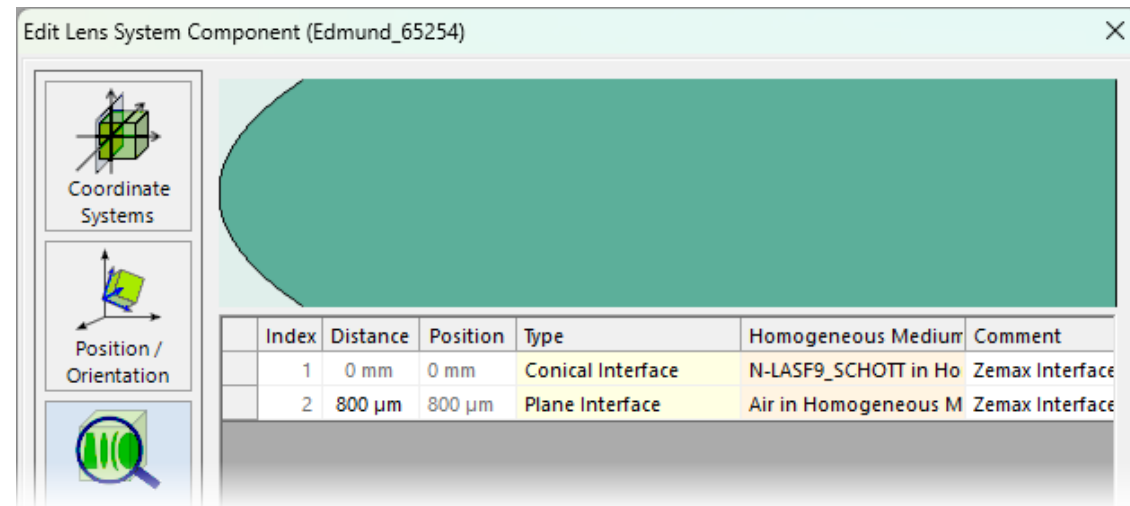 Edit Lens System Component (Edmund_65254)
Coordinate
Systems
Position /
Orientation
Index Distance Position Type Homogeneous Medium Comment
1 0 mm 0 mm Conical Interface N-LASF9_SCHOTT in Ho Zemax Interface
2 800 µm 800 µm Plane Interface Air in Homogeneous M Zemax Interface